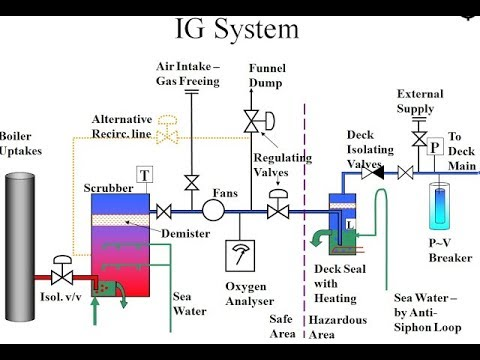 IG System
Air Intake –
Gas Freeing
Funnel
Dump
External
Supply
Alternative
Recirc. line
Boiler
Uptakes
Regulating
Valves
Deck
Isolating
Valves
P
To
Deck
Main
T
Scrubber
Fans
Demister
L
P~V
Breaker
Deck Seal
with
Heating
Isol. v/v
Sea
Water
Oxygen
Analyser
Safe
Area
Hazardous
Area
Sea Water –
by Anti-
Siphon Loop